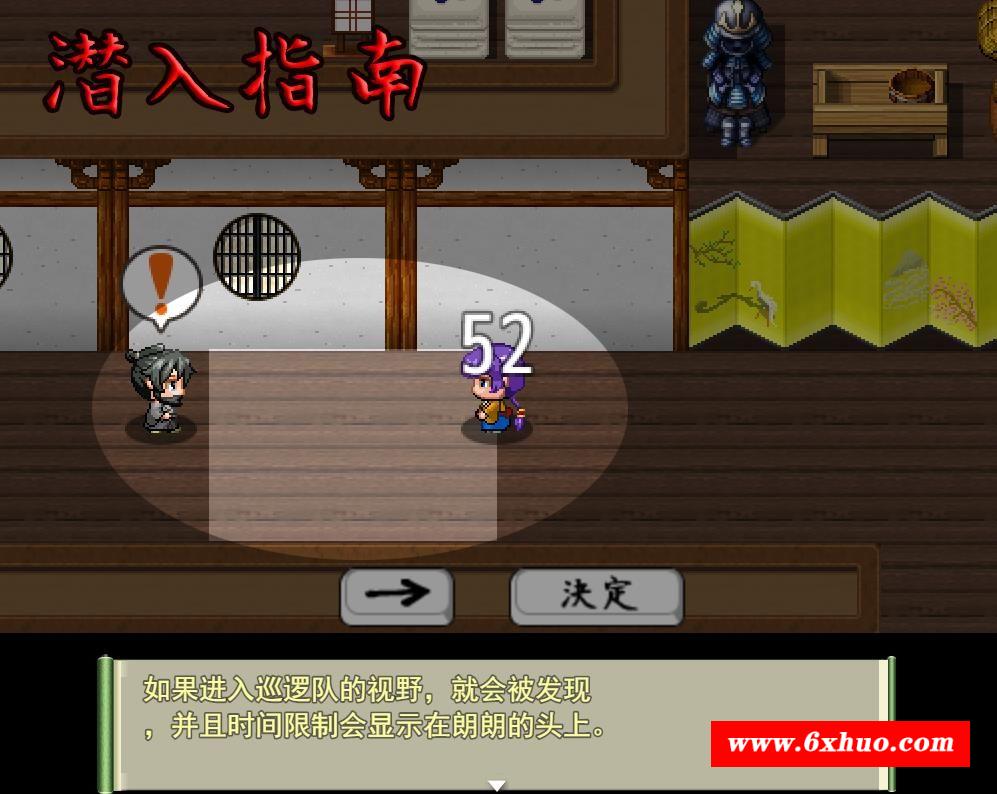 潜入指南
52
决定
如果进入巡逻队的视野，就会被发现
，并且时间限制会显示在朗朗的头上。
www.6xhuo.com